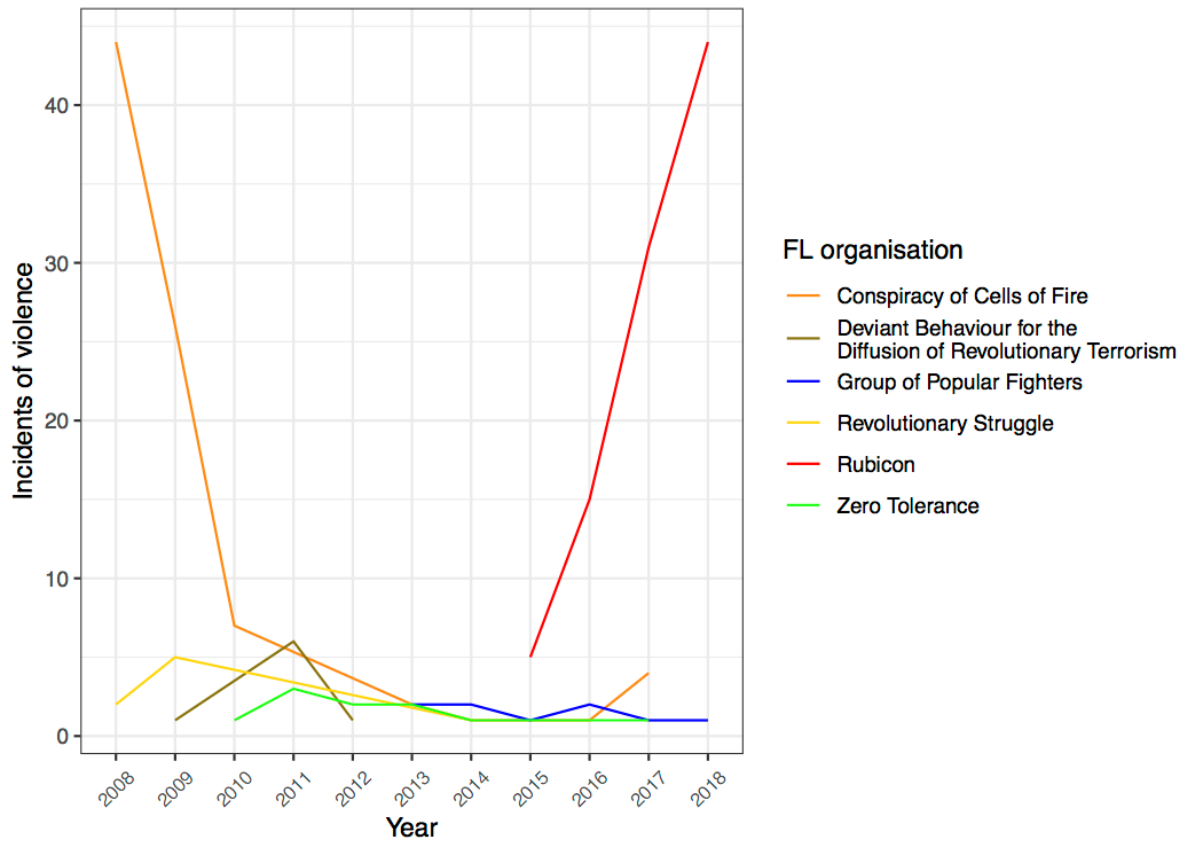 Incidents of violence
40
30
20
10
0
2008 2009 2010 2011 2012 2013 2014 2015 2016 2017 2018
Year
FL organisation
Conspiracy of Cells of Fire
Deviant Behaviour for the
Diffusion of Revolutionary Terrorism
Group of Popular Fighters
Revolutionary Struggle
Rubicon
Zero Tolerance